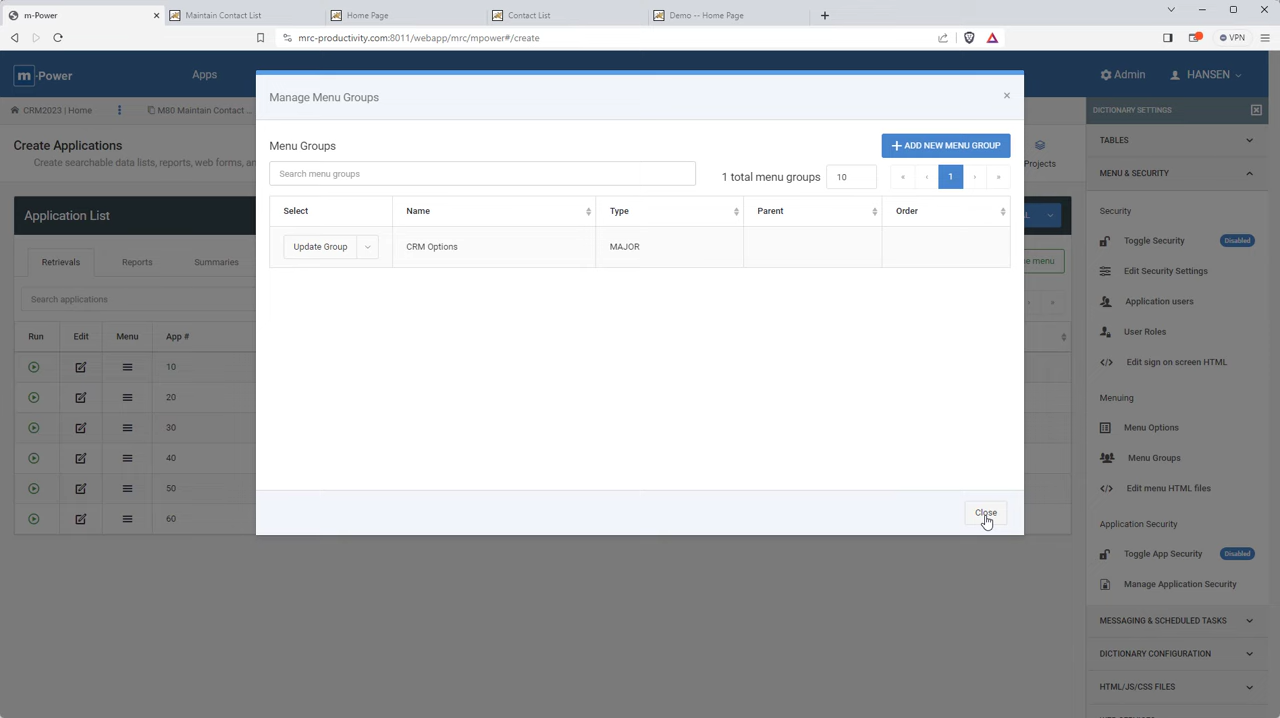 m-Power
Maintain Contact List
Home Page
Contact List
Demo -- Home Page
mrc-productivity.com:8011/webapp/mrc/mpower#/create
VPN
m-Power
Apps
Admin
HANSEN
CRM2023 | Home
M80 Maintain Contact ...
Create Applications
Create searchable data lists, reports, web forms, an
Projects
Application List
Retrievals
Reports
Summaries
Search applications
Run
Edit
Menu
App #
10
20
30
40
50
60
Manage Menu Groups
×
Menu Groups
ADD NEW MENU GROUP
Search menu groups
1 total menu groups
10
«
‹
1
›
»
Select
Name
Type
Parent
Order
Update Group
CRM Options
MAJOR
Close
DICTIONARY SETTINGS
TABLES
MENU & SECURITY
Security
Toggle Security
Disabled
Edit Security Settings
Application users
User Roles
Edit sign on screen HTML
Menuing
Menu Options
Menu Groups
Edit menu HTML files
Application Security
Toggle App Security
Disabled
Manage Application Security
MESSAGING & SCHEDULED TASKS
DICTIONARY CONFIGURATION
HTML/JS/CSS FILES